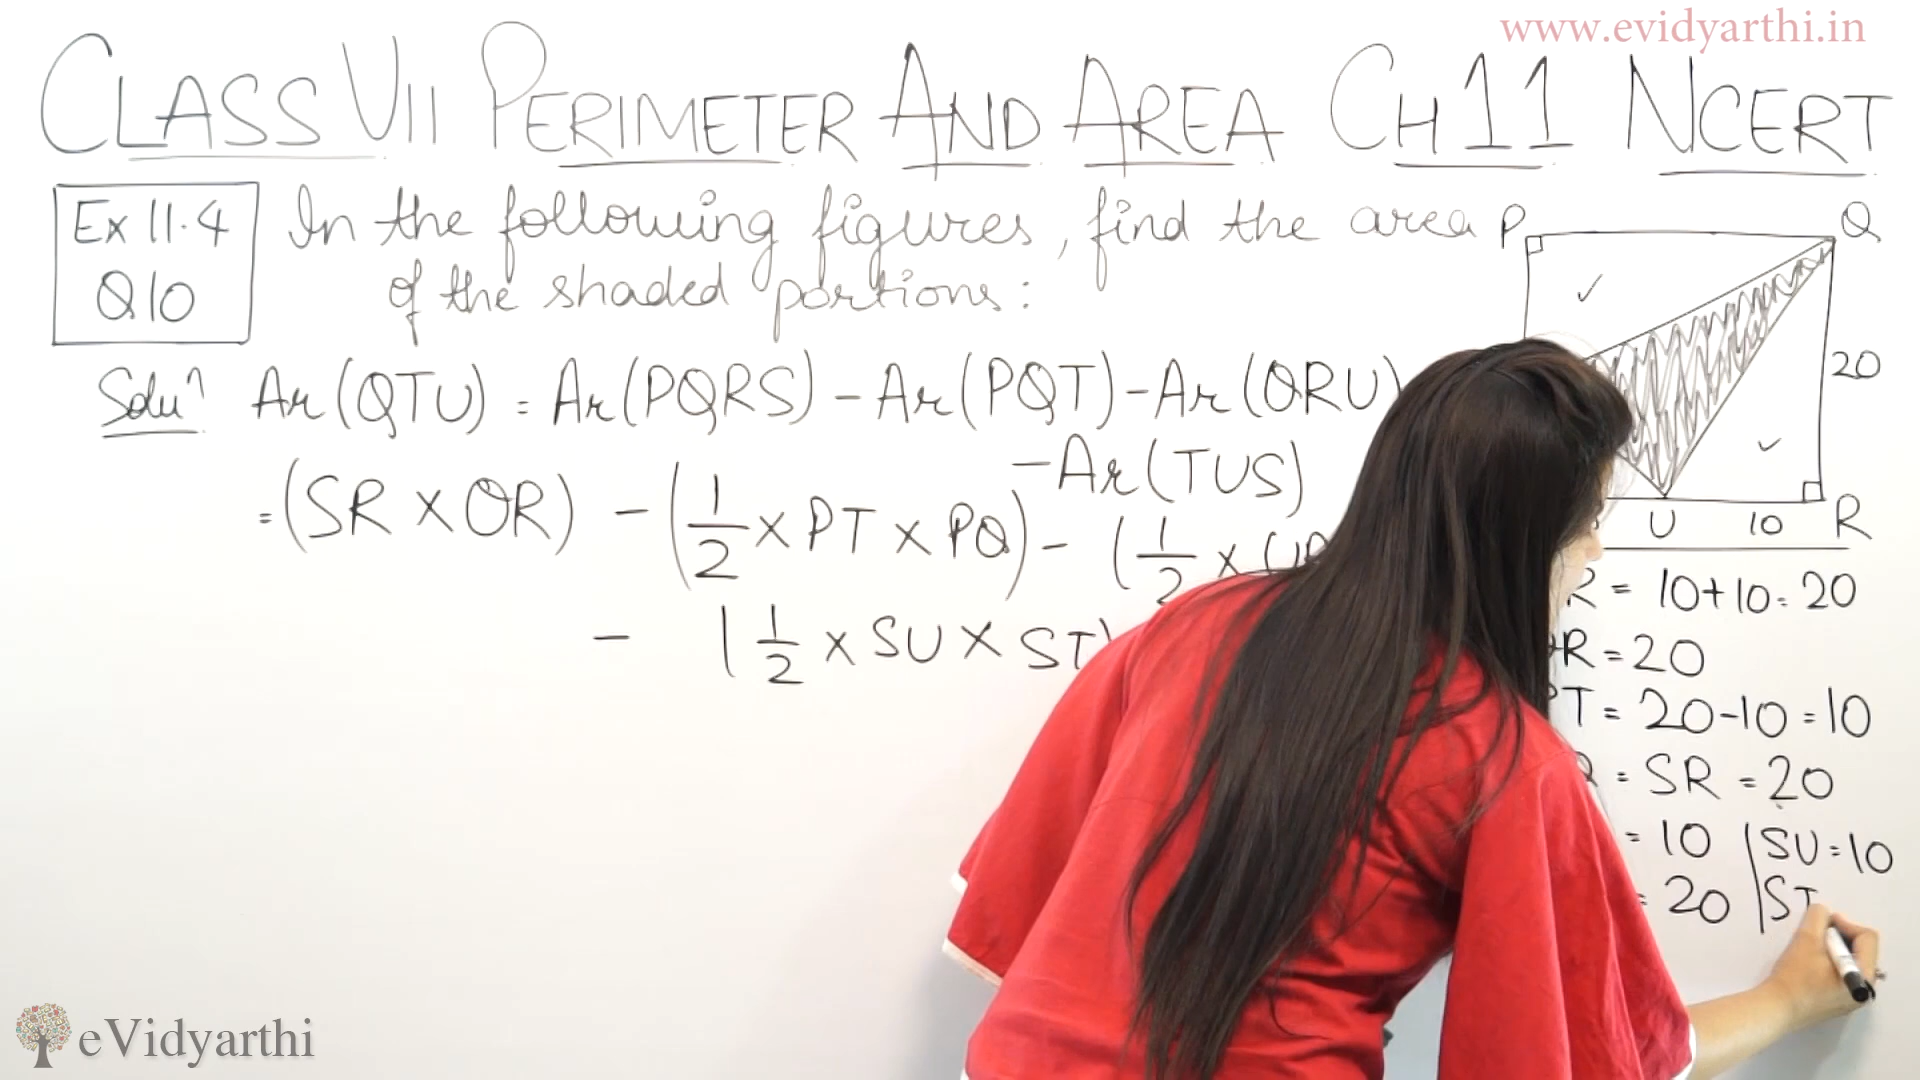 www.evidyarthi.in
CLASS VII PERIMETER AND AREA CH 11 NCERT
Ex 11.4
Q10
In the following figures, find the area
of the shaded portions:
P
Q
20
U 10 R
Solu^n Ar(QTU) = Ar(PQRS) - Ar(PQT) - Ar(QRU)
- Ar(TUS)
= (SR × QR) - (1/2 × PT × PQ) - (1/2 ×
- (1/2 × SU × ST)
R = 10+10 = 20
R = 20
T = 20-10 = 10
= SR = 20
= 10 | SU = 10
= 20 | ST
eVidyarthi